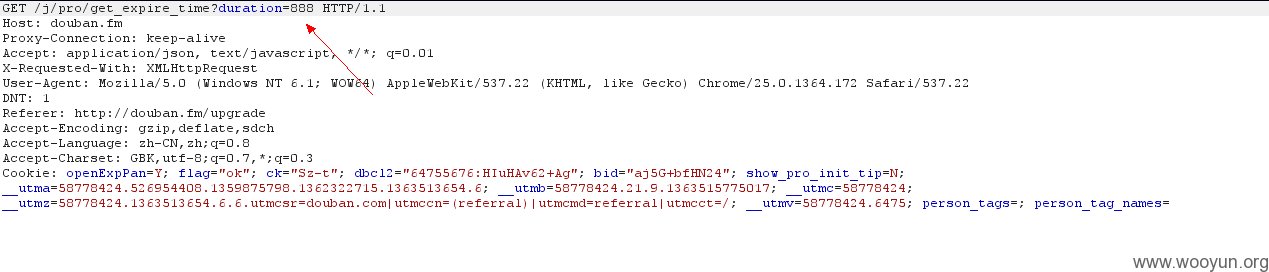 GET /j/pro/get_expire_time?duration=888 HTTP/1.1
Host: douban.fm
Proxy-Connection: keep-alive
Accept: application/json, text/javascript, */*; q=0.01
X-Requested-With: XMLHttpRequest
User-Agent: Mozilla/5.0 (Windows NT 6.1; WOW64) AppleWebKit/537.22 (KHTML, like Gecko) Chrome/25.0.1364.172 Safari/537.22
DNT: 1
Referer: http://douban.fm/upgrade
Accept-Encoding: gzip,deflate,sdch
Accept-Language: zh-CN,zh;q=0.8
Accept-Charset: GBK,utf-8;q=0.7,*;q=0.3
Cookie: openExpPan=Y; flag="ok"; ck="Sz-t"; dbcl2="64755676:HIuHAv62+Ag"; bid="aj5G+bfHN24"; show_pro_init_tip=N;
__utma=58778424.526954408.1359875798.1362322715.1363513654.6; __utmb=58778424.21.9.1363515775017; __utmc=58778424;
__utmz=58778424.1363513654.6.6.utmcsr=douban.com|utmccn=(referral)|utmcmd=referral|utmcct=/; __utmv=58778424.6475; person_tags=; person_tag_names=
www.wooyun.org